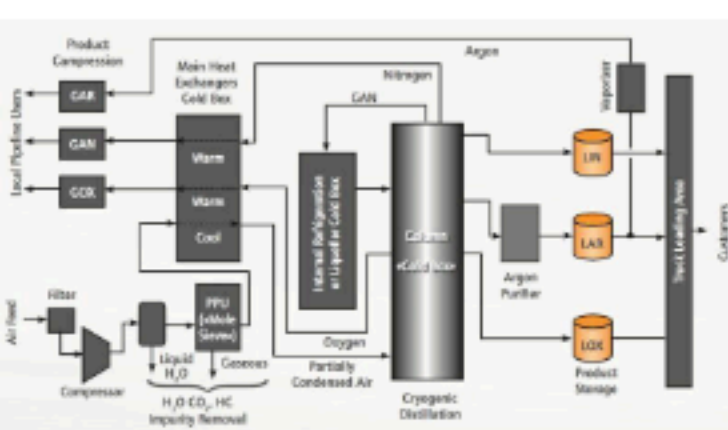 Product
Compression
Main Heat
Exchangers
Cold Box
Argon
Nitrogen
GAN
Vaporizer
Local Pipeline Users
GAR
GAN
GOX
Warm
Warm
Cool
Internal Refrigeration
or Liquefier Cold Box
Column
«Cold Box»
LIN
LAR
LOX
Argon
Purifier
Truck Loading Area
Customers
Air Feed
Filter
Compressor
PPU
(«Mole
Sieve»)
Liquid
H₂O
Gaseous
H₂O CO₂, HC
Impurity Removal
Oxygen
Partially
Condensed Air
Cryogenic
Distillation
Product
Storage